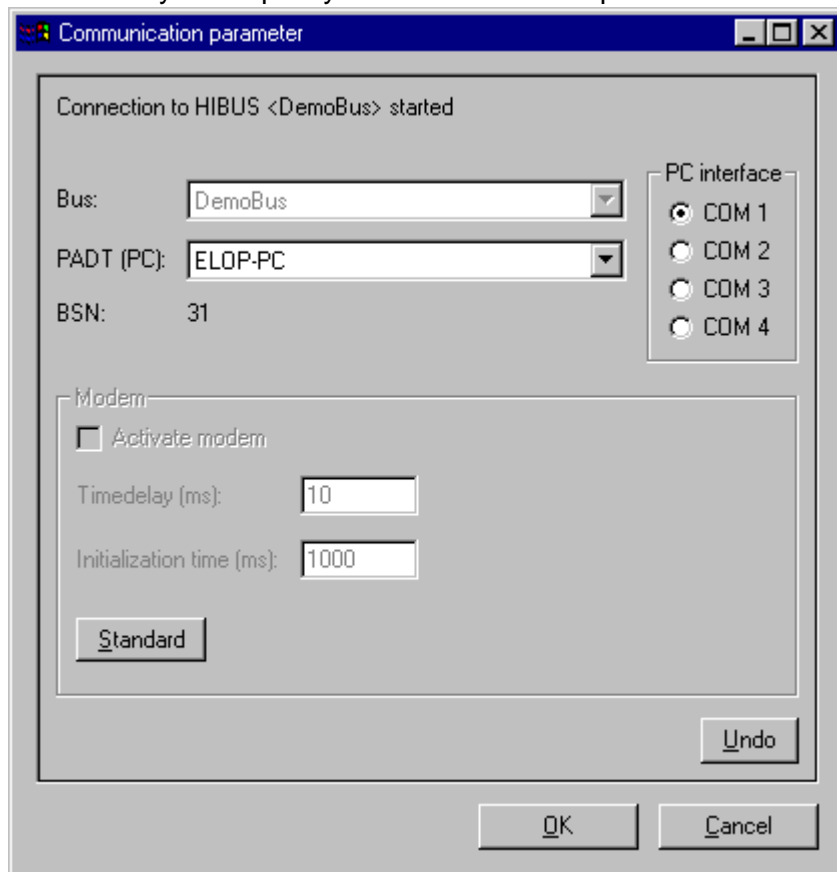 Communication parameter
Connection to HIBUS <DemoBus> started
Bus: DemoBus
PADT (PC): ELOP-PC
BSN: 31
PC interface
COM 1
COM 2
COM 3
COM 4
Modem
Activate modem
Timedelay (ms): 10
Initialization time (ms): 1000
Standard
Undo
OK
Cancel